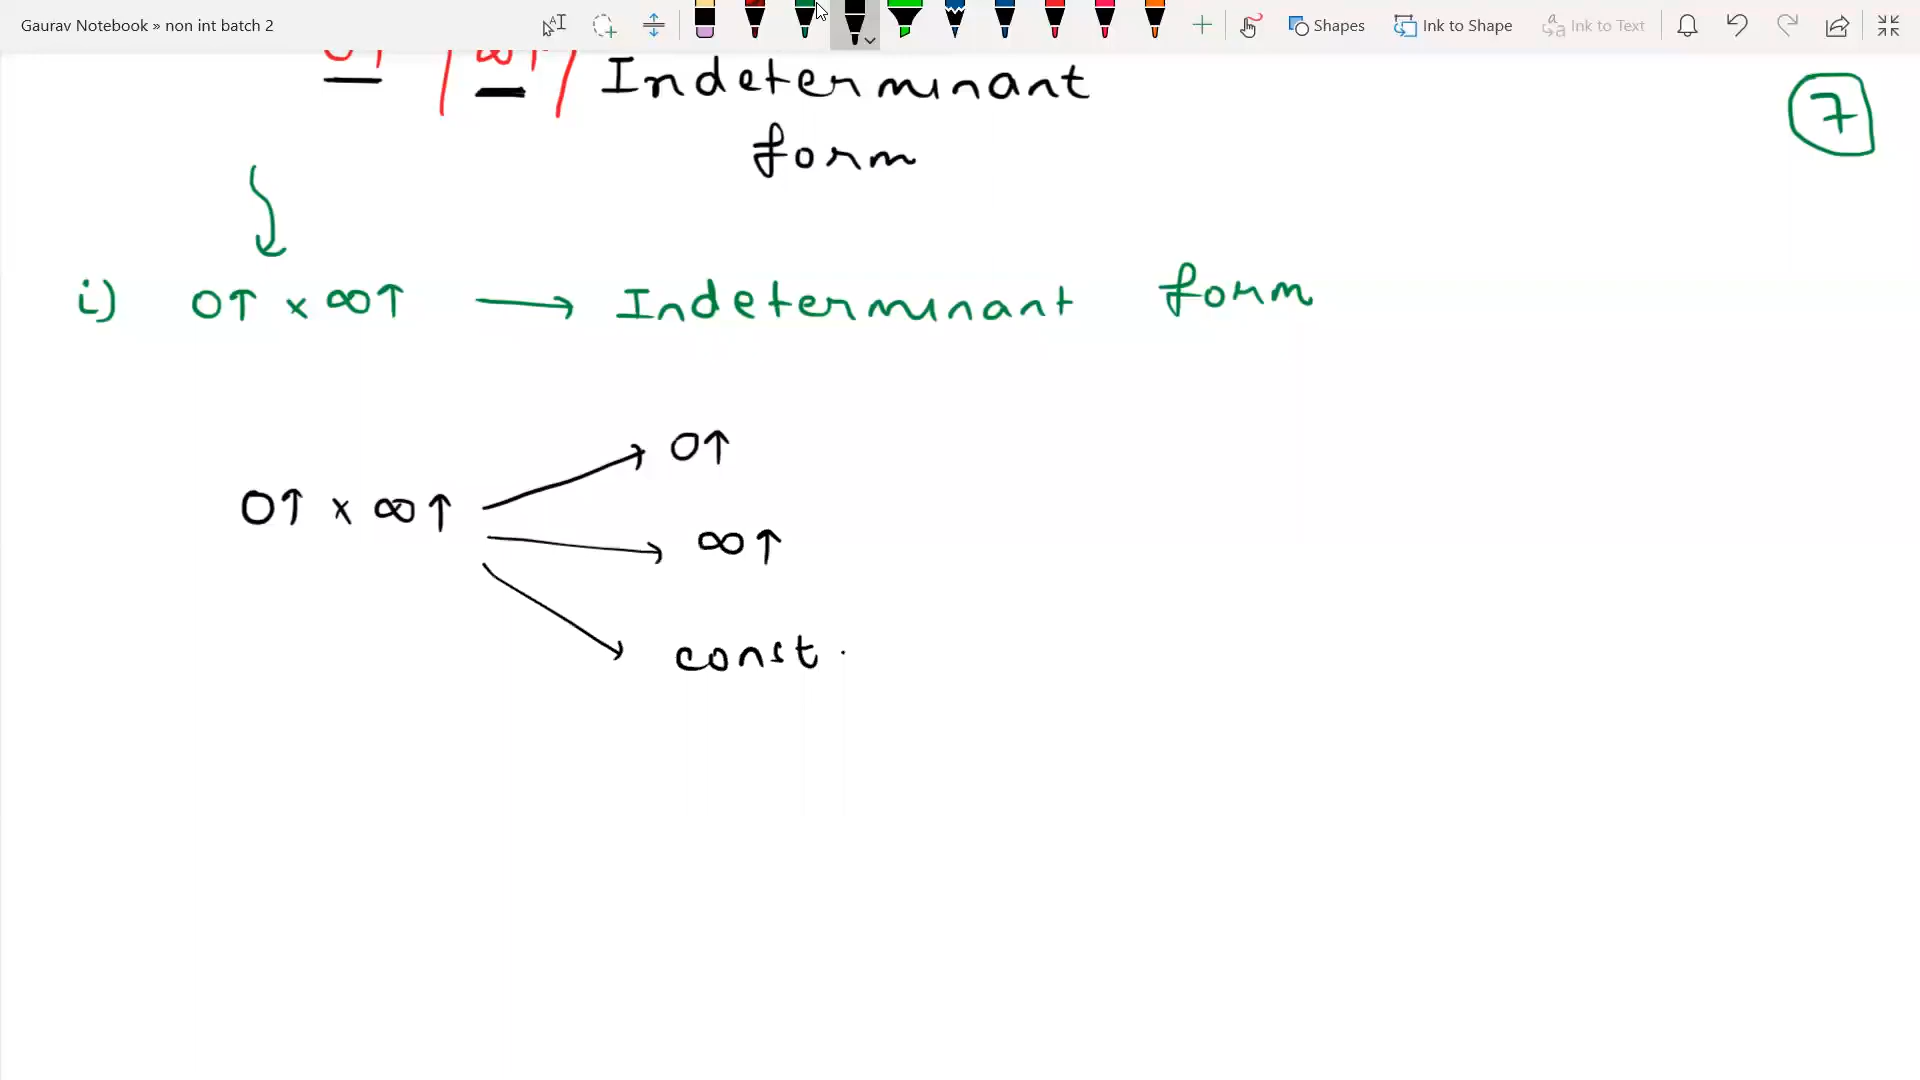 Gaurav Notebook » non int batch 2
Shapes
Ink to Shape
Ink to Text
Indeterminant
form
7
i) 0↑ × ∞↑ → Indeterminant form
0↑
0↑ × ∞↑
∞↑
const.